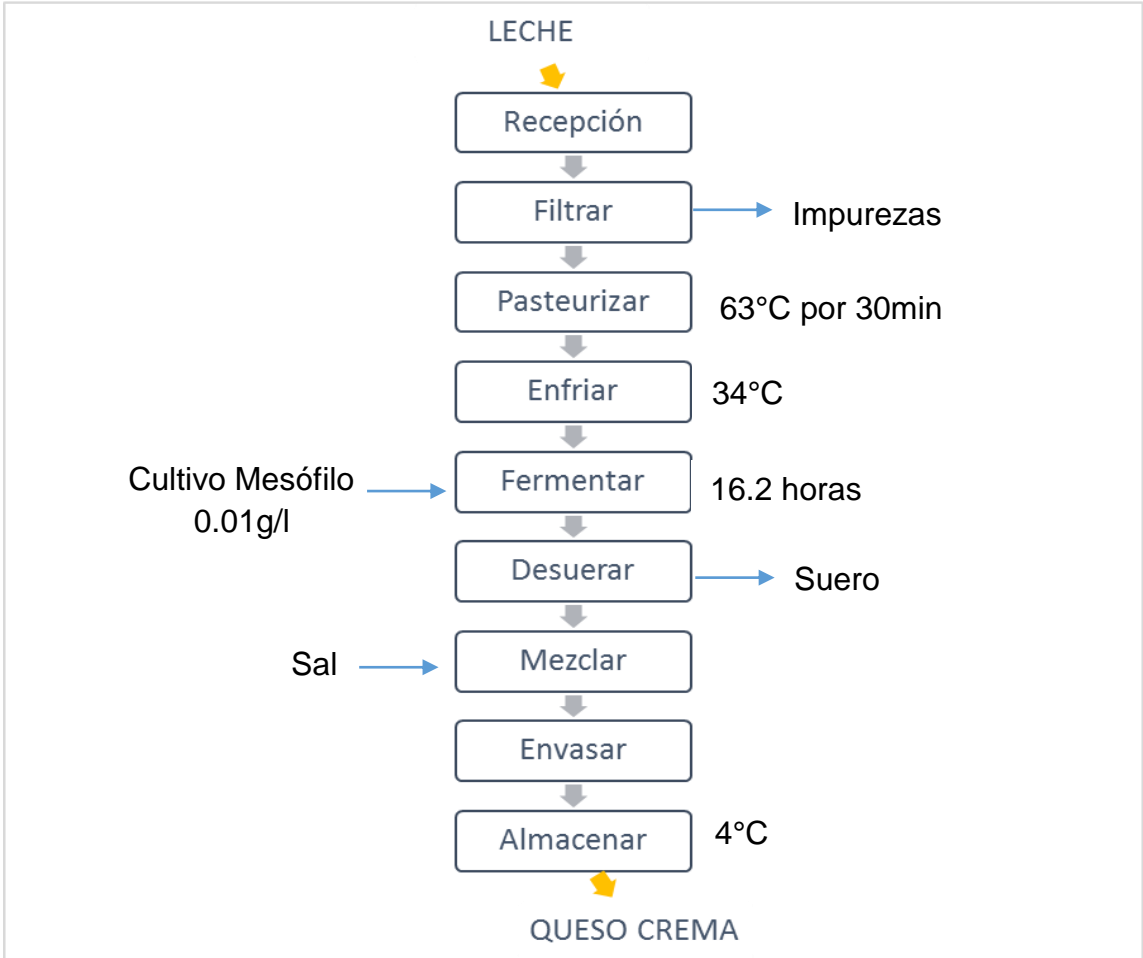 LECHE
Recepción
Filtrar
Impurezas
Pasteurizar
63°C por 30min
Enfriar
34°C
Cultivo Mesófilo
0.01g/l
Fermentar
16.2 horas
Desuerar
Suero
Sal
Mezclar
Envasar
Almacenar
4°C
QUESO CREMA